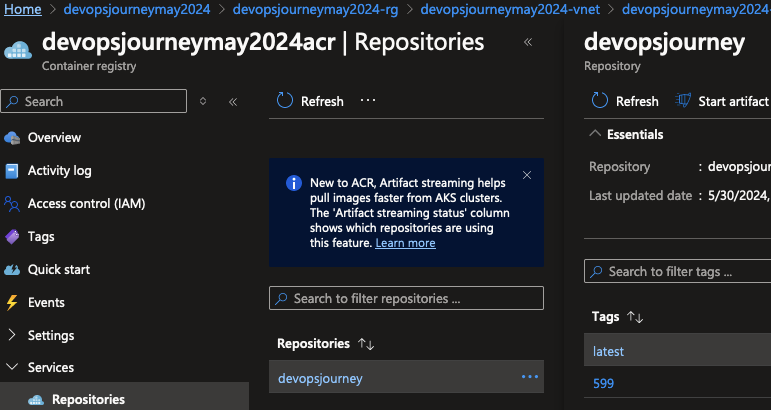 Home > devopsjourneymay2024 > devopsjourneymay2024-rg > devopsjourneymay2024-vnet > devopsjourneymay2024-
devopsjourneymay2024acr | Repositories
Container registry
Search
Overview
Activity log
Access control (IAM)
Tags
Quick start
Events
Settings
Services
Repositories
Refresh
New to ACR, Artifact streaming helps
pull images faster from AKS clusters.
The 'Artifact streaming status' column
shows which repositories are using
this feature. Learn more
Search to filter repositories ...
Repositories
devopsjourney
devopsjourney
Repository
Refresh Start artifact
Essentials
Repository : devopsjour
Last updated date : 5/30/2024,
Search to filter tags ...
Tags
latest
599